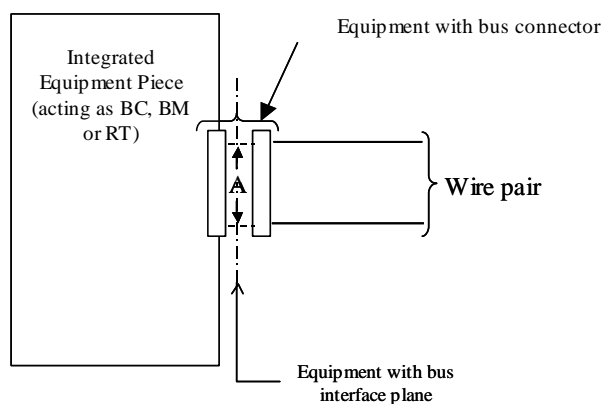 Equipment with bus connector
Integrated
Equipment Piece
(acting as BC, BM
or RT)
A
Wire pair
Equipment with bus
interface plane